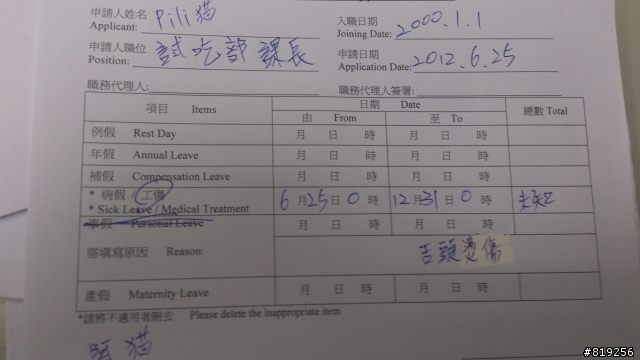 申請人姓名 Pili貓
Applicant:
入職日期 2000.1.1
Joining Date:
申請人職位 試吃部 課長
Position:
申請日期 2012.6.25
Application Date:
職務代理人: 職務代理人簽署:
項目 Items 日期 Date 總數 Total
由 From 至 To
例假 Rest Day 月 日 時 月 日 時
年假 Annual Leave 月 日 時 月 日 時
補假 Compensation Leave 月 日 時 月 日 時
* 病假 / 工傷
* Sick Leave / Medical Treatment 6月25日0時 12月31日0時 未知
事假 Personal Leave 月 日 時 月 日 時
需填寫原因 Reason: 舌頭燙傷
產假 Maternity Leave 月 日 時 月 日 時
*請將不適用者刪去 Please delete the inappropriate item
貓
#819256